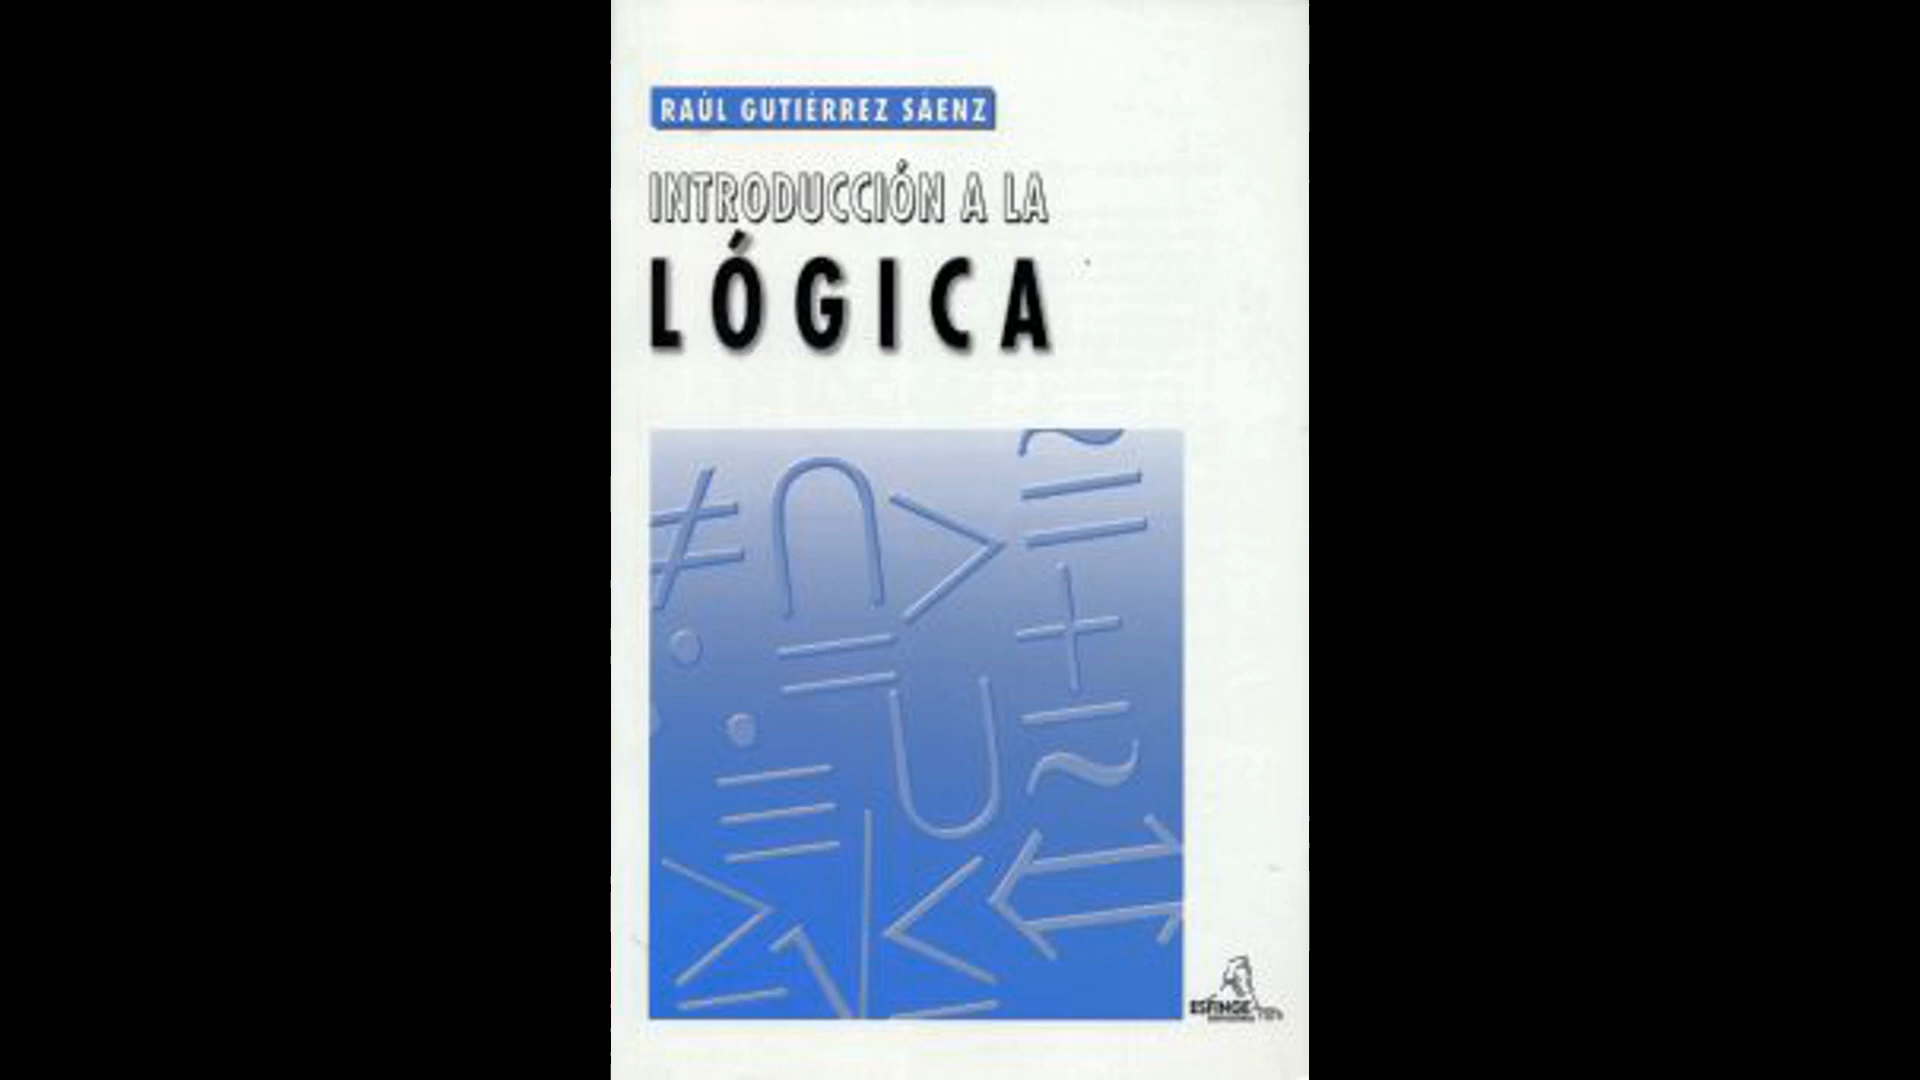 RAÚL GUTIÉRREZ SÁENZ
INTRODUCCIÓN A LA
LÓGICA
ESFINGE